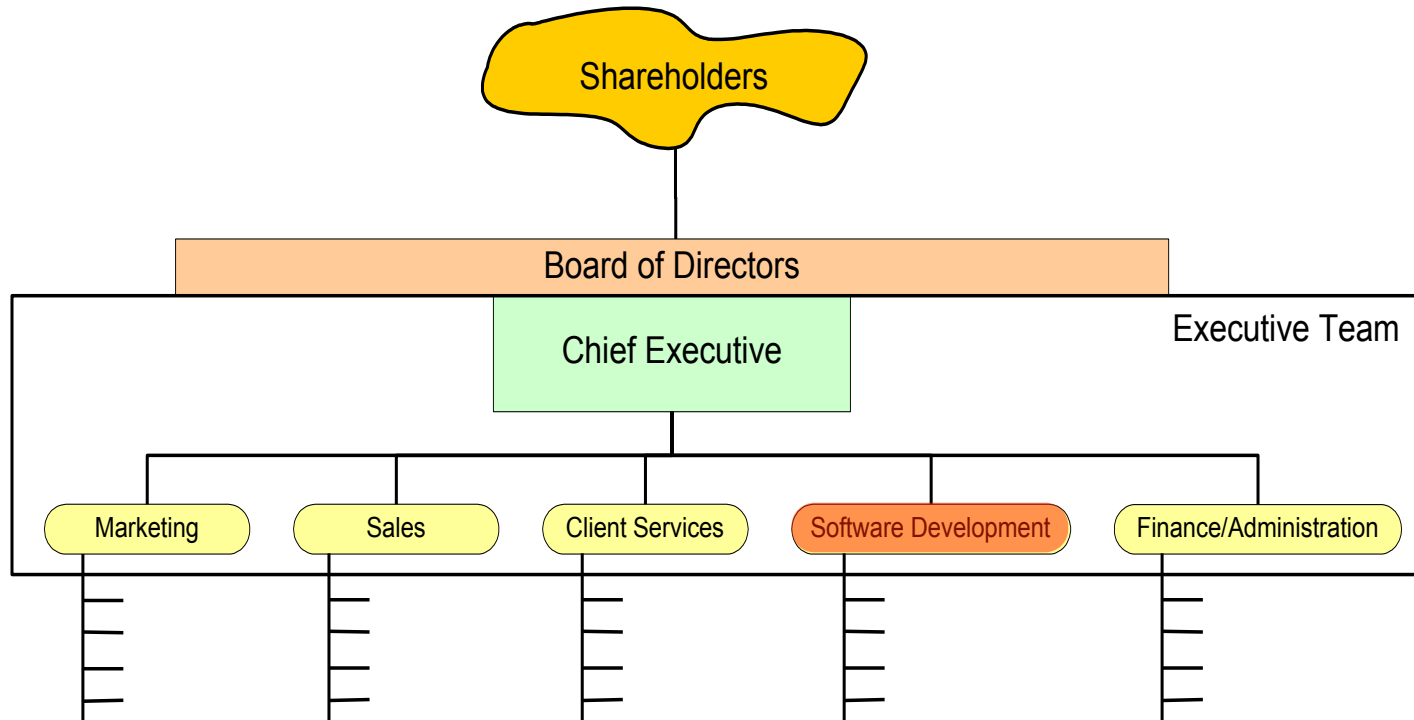 Shareholders
Board of Directors
Executive Team
Chief Executive
Marketing
Sales
Client Services
Software Development
Finance/Administration